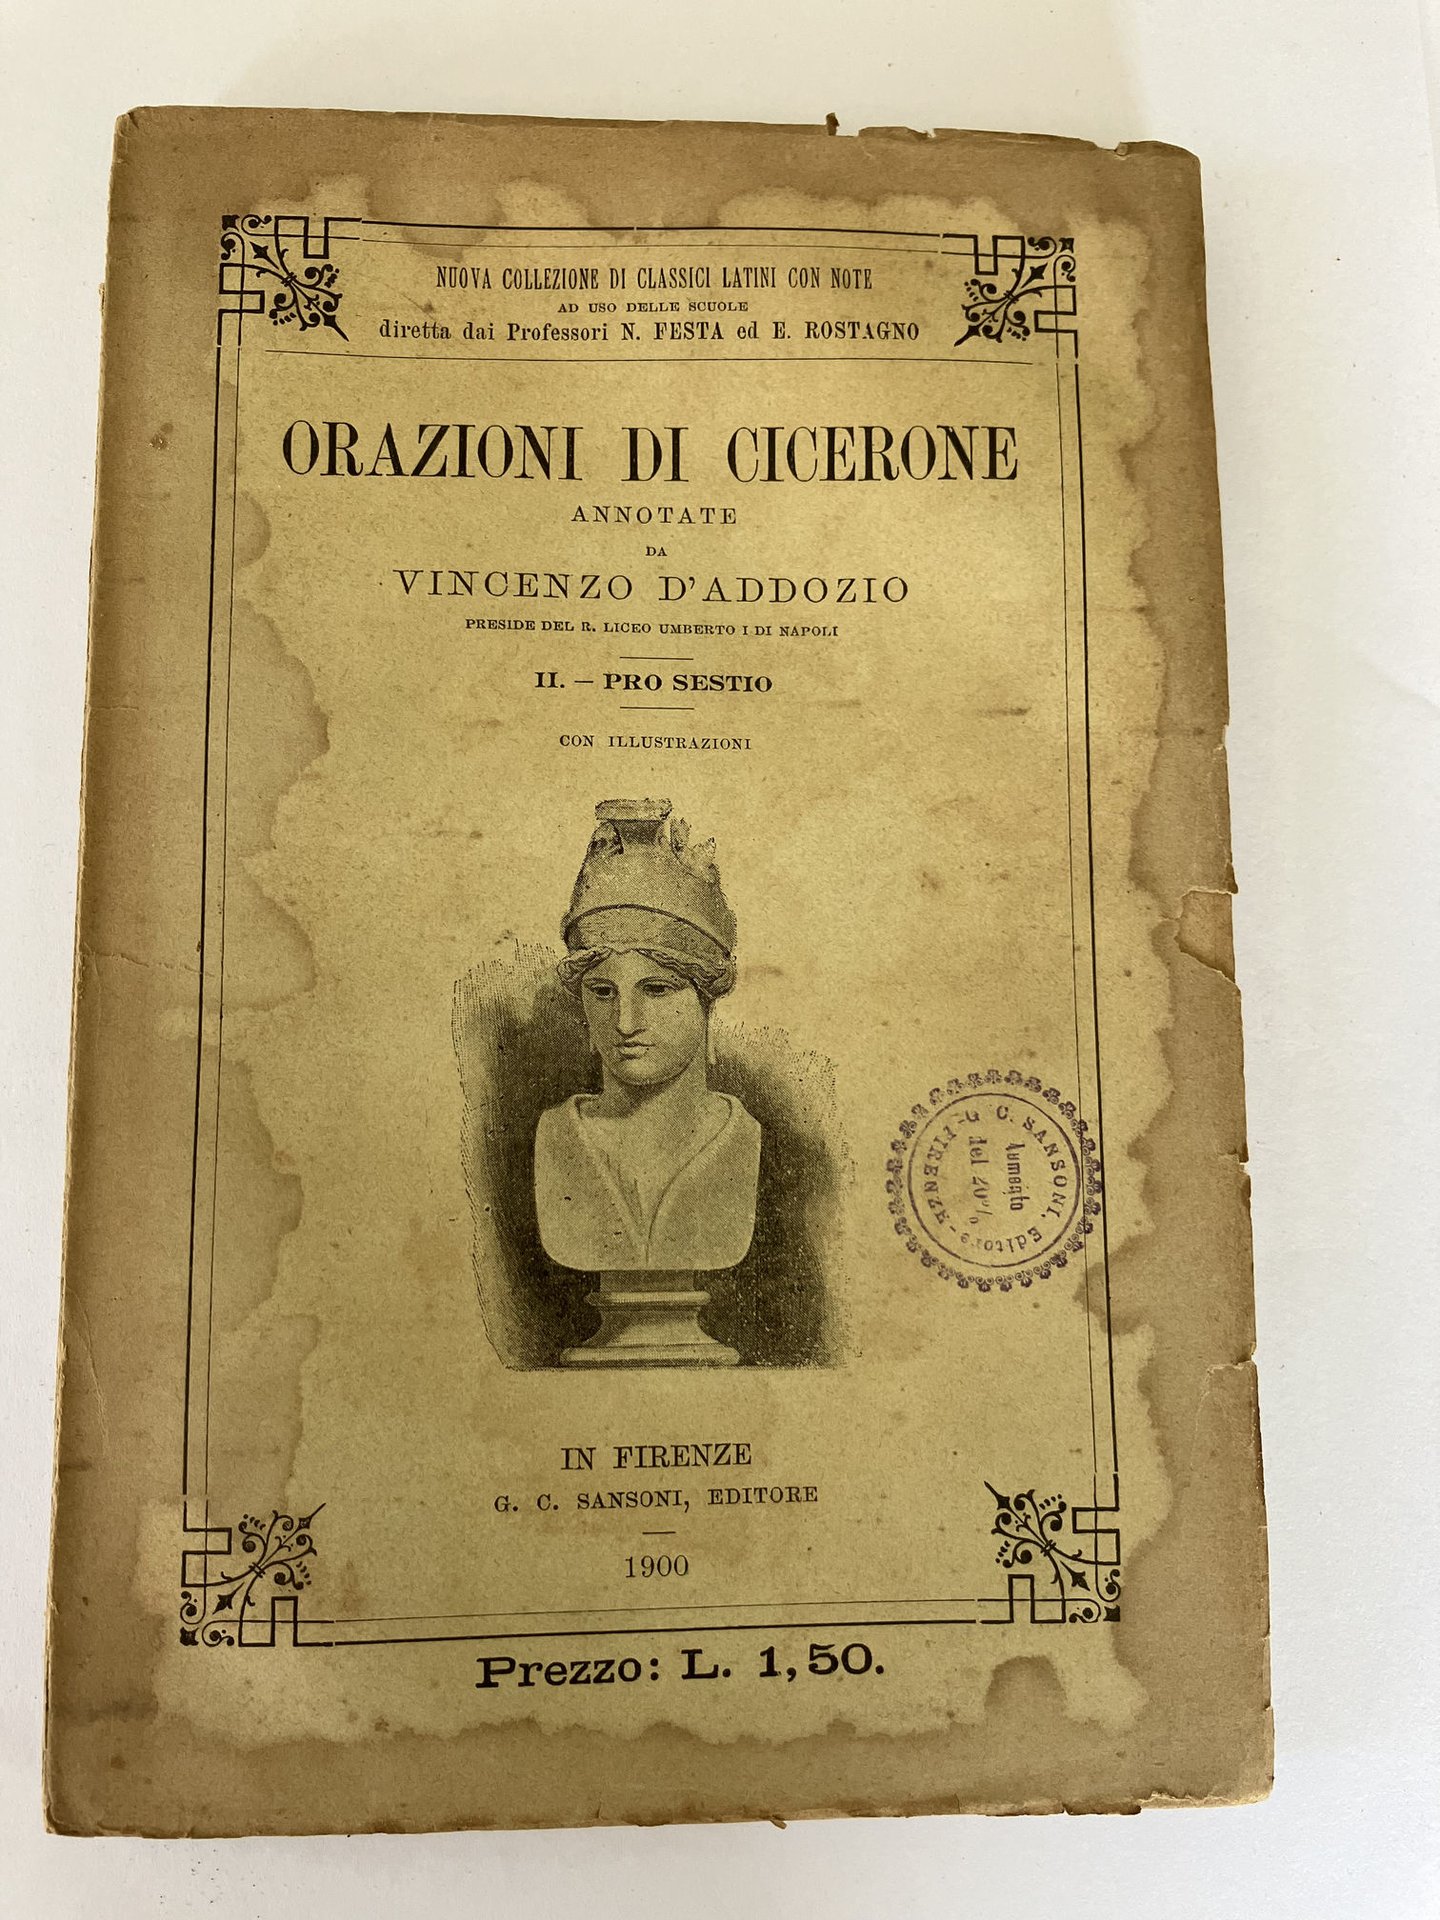 NUOVA COLLEZIONE DI CLASSICI LATINI CON NOTE
AD USO DELLE SCUOLE
diretta dai Professori N. FESTA ed E. ROSTAGNO
ORAZIONI DI CICERONE
ANNOTATE
DA
VINCENZO D'ADDOZIO
PRESIDE DEL R. LICEO UMBERTO I DI NAPOLI
II. — PRO SESTIO
CON ILLUSTRAZIONI
G. C. SANSONI, Editore - FIRENZE -
Aumento
del 20%
IN FIRENZE
G. C. SANSONI, EDITORE
1900
Prezzo: L. 1,50.